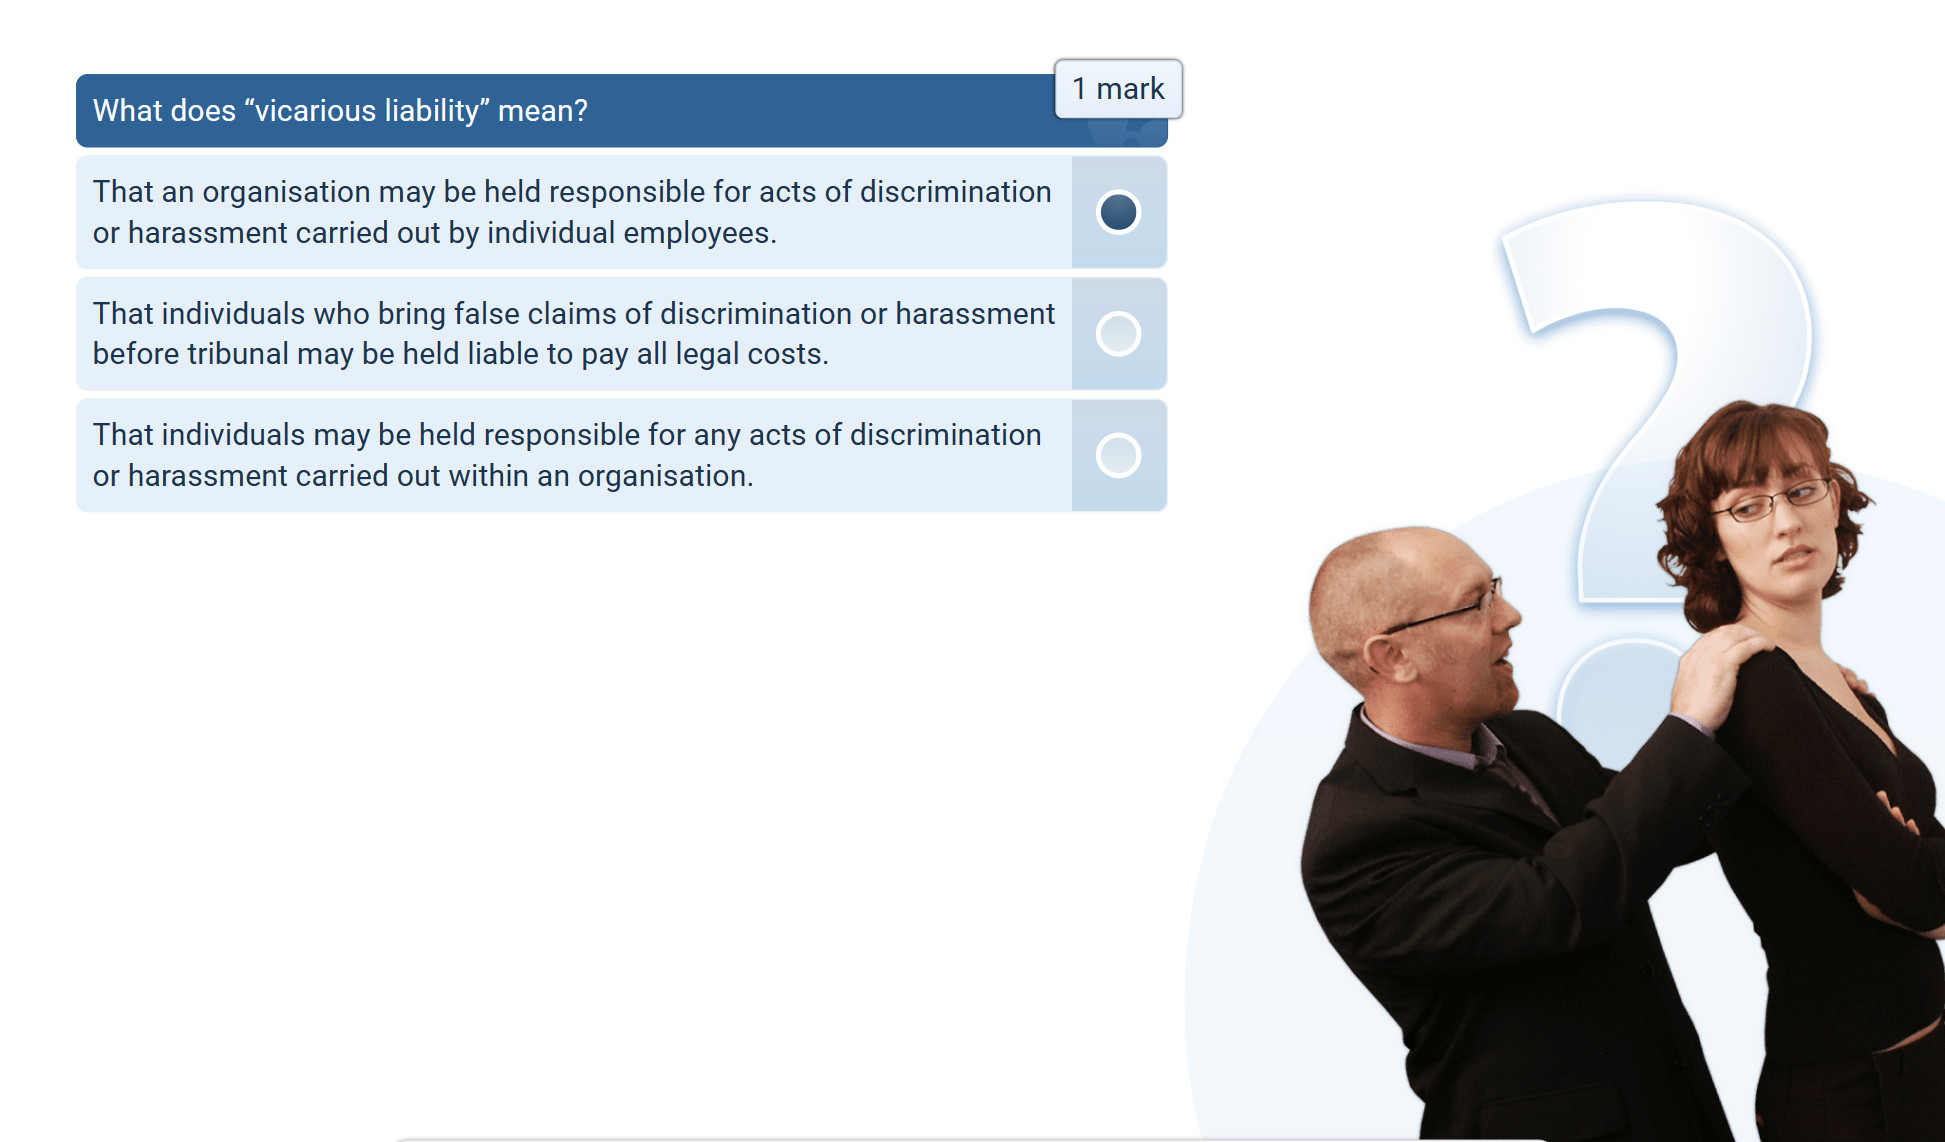 1 mark
What does “vicarious liability” mean?
That an organisation may be held responsible for acts of discrimination
or harassment carried out by individual employees.
That individuals who bring false claims of discrimination or harassment
before tribunal may be held liable to pay all legal costs.
That individuals may be held responsible for any acts of discrimination
or harassment carried out within an organisation.